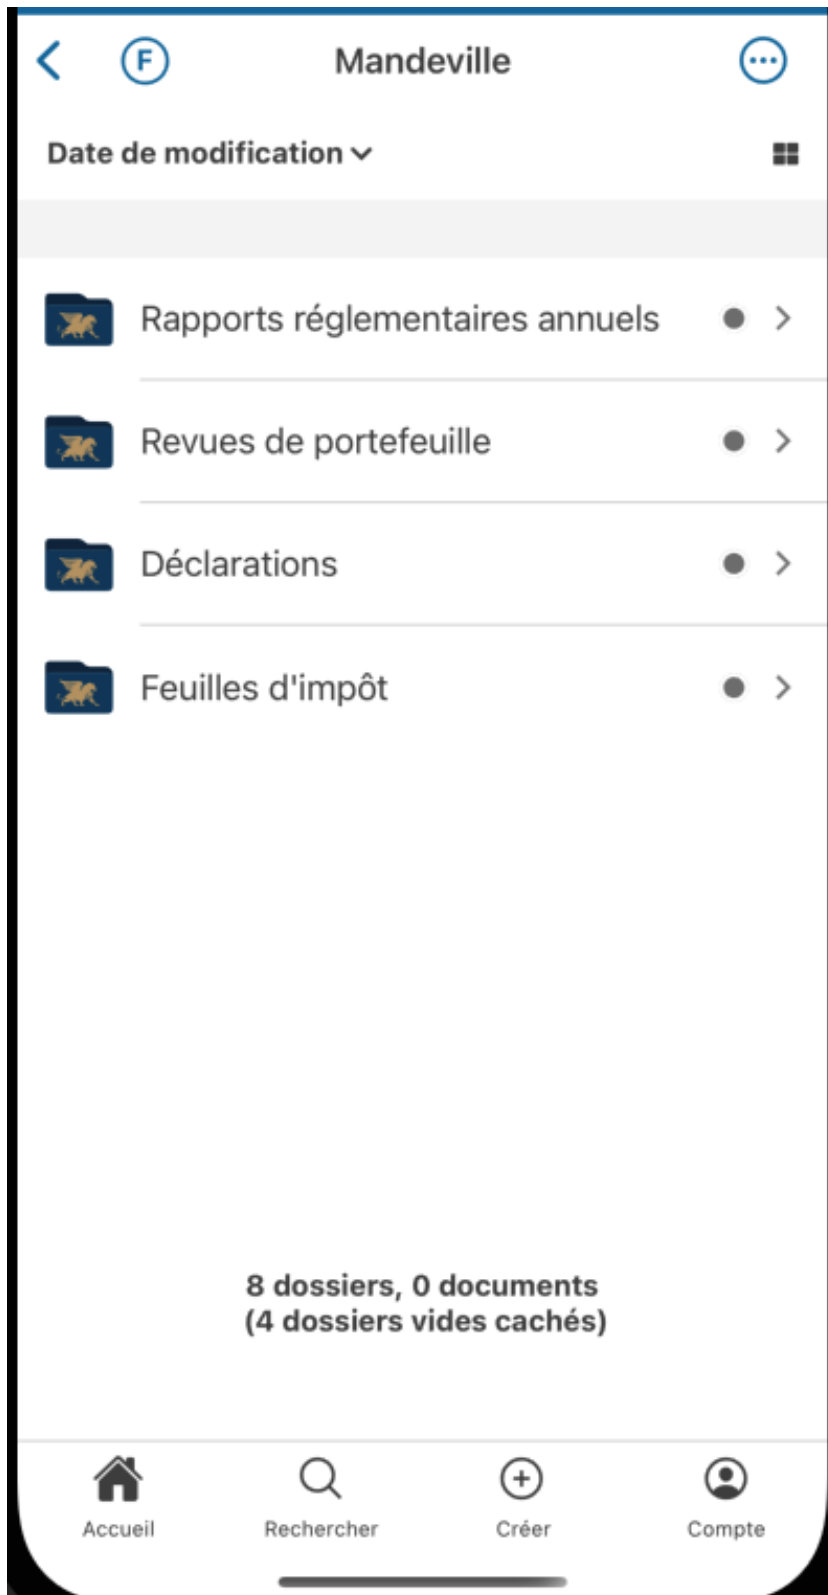 F
Mandeville
Date de modification
Rapports réglementaires annuels
Revues de portefeuille
Déclarations
Feuilles d'impôt
8 dossiers, 0 documents
(4 dossiers vides cachés)
Accueil
Rechercher
Créer
Compte